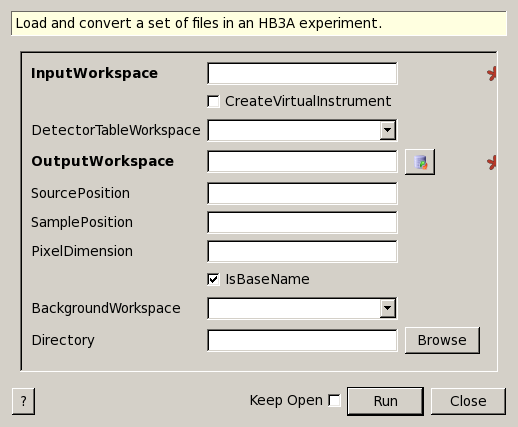 Load and convert a set of files in an HB3A experiment.
InputWorkspace
CreateVirtualInstrument
DetectorTableWorkspace
OutputWorkspace
SourcePosition
SamplePosition
PixelDimension
IsBaseName
BackgroundWorkspace
Directory Browse
? Keep Open Run Close